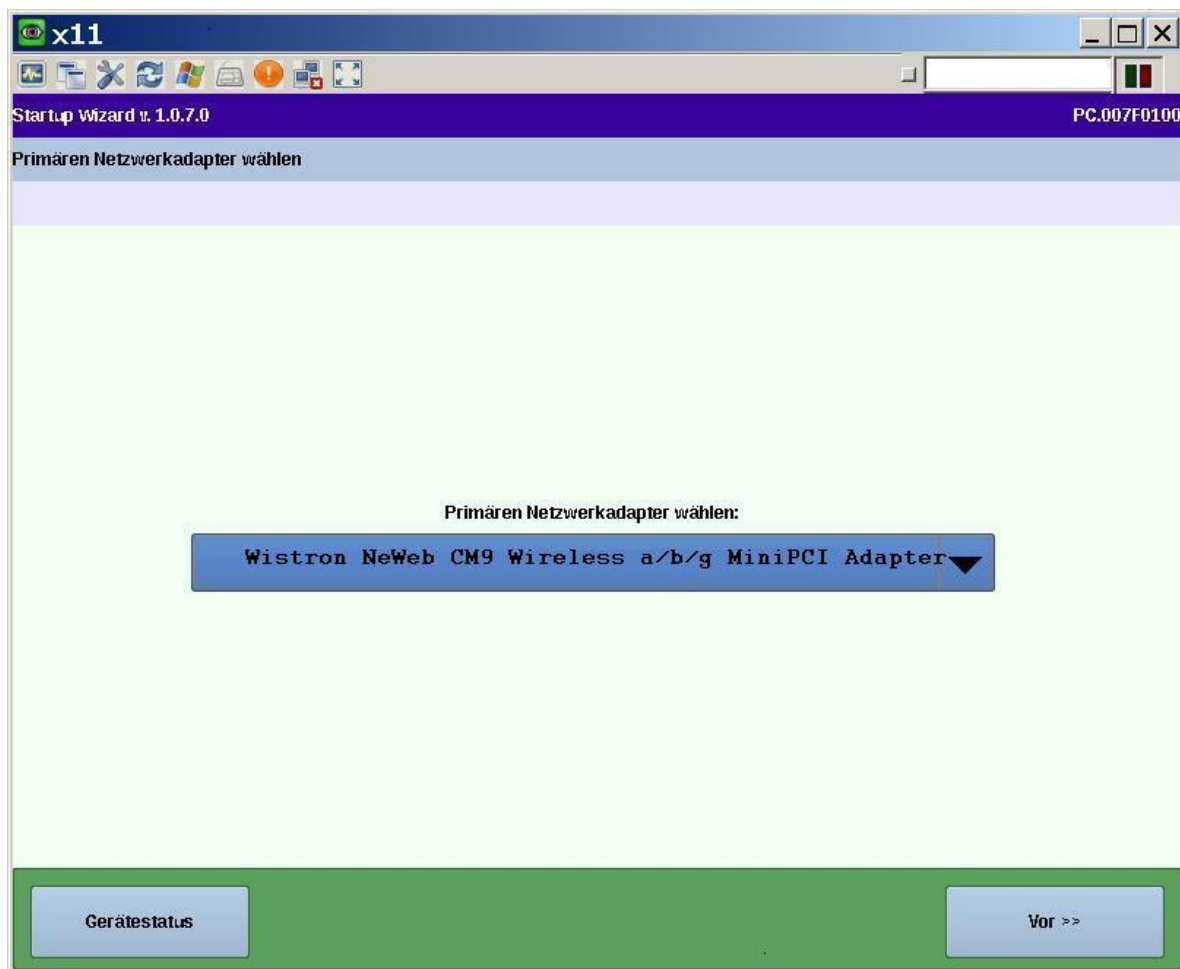 x11
Startup Wizard v. 1.0.7.0 PC.007F0100
Primären Netzwerkadapter wählen
Primären Netzwerkadapter wählen:
Wistron NeWeb CM9 Wireless a/b/g MiniPCI Adapter
Gerätestatus Vor >>